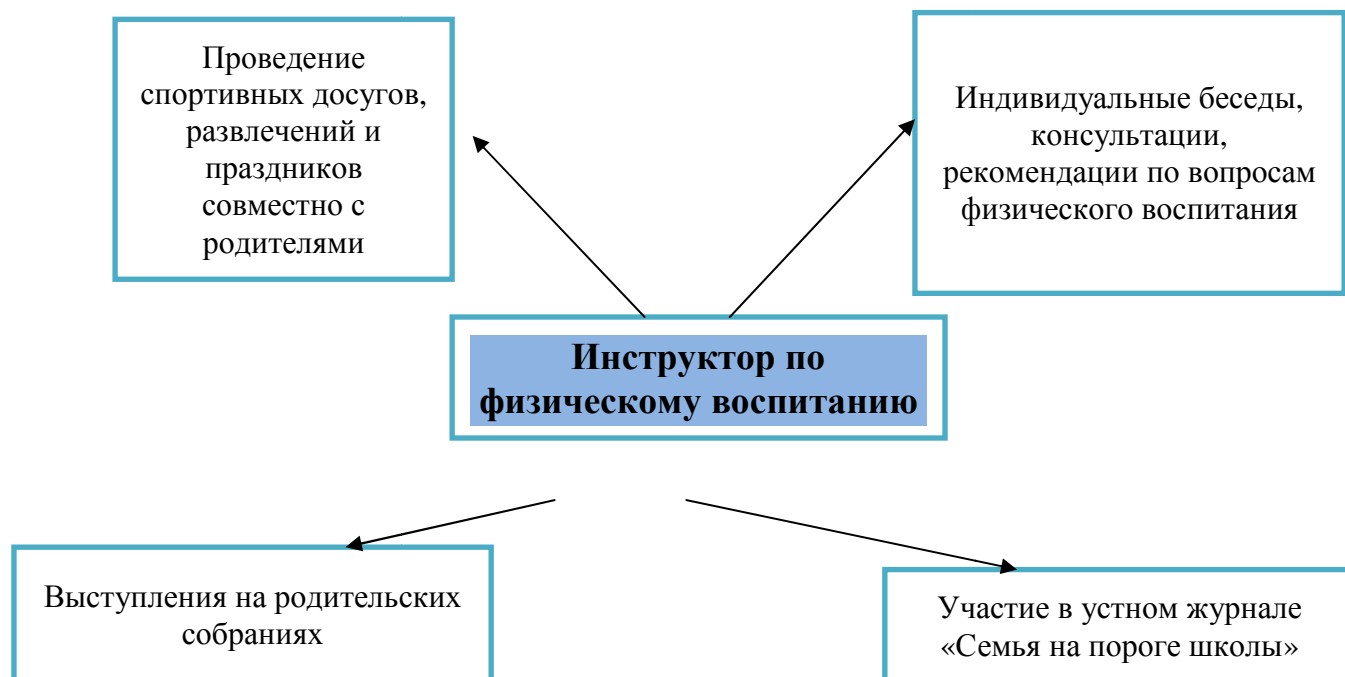 Проведение
спортивных досугов,
развлечений и
праздников
совместно с
родителями
Индивидуальные беседы,
консультации,
рекомендации по вопросам
физического воспитания
Инструктор по
физическому воспитанию
Выступления на родительских
собраниях
Участие в устном журнале
«Семья на пороге школы»